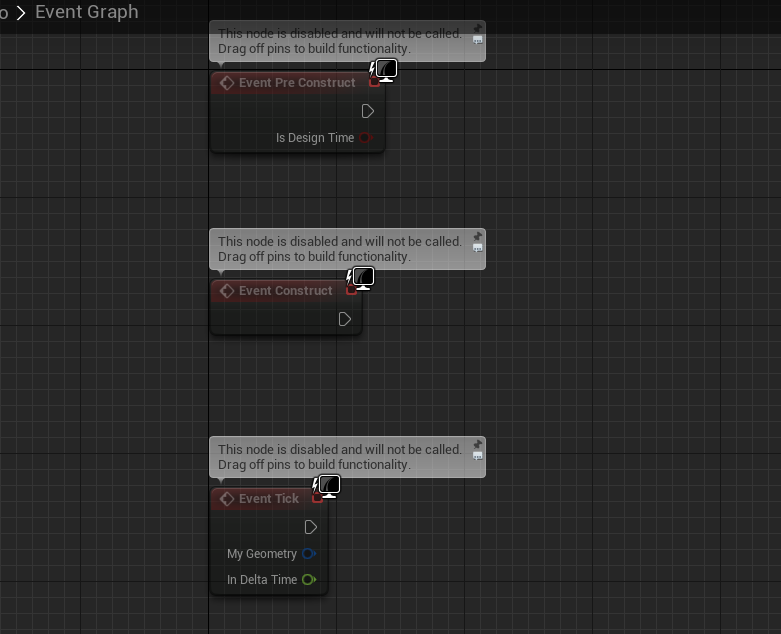 o > Event Graph
This node is disabled and will not be called.
Drag off pins to build functionality.
Event Pre Construct
Is Design Time
This node is disabled and will not be called.
Drag off pins to build functionality.
Event Construct
This node is disabled and will not be called.
Drag off pins to build functionality.
Event Tick
My Geometry
In Delta Time